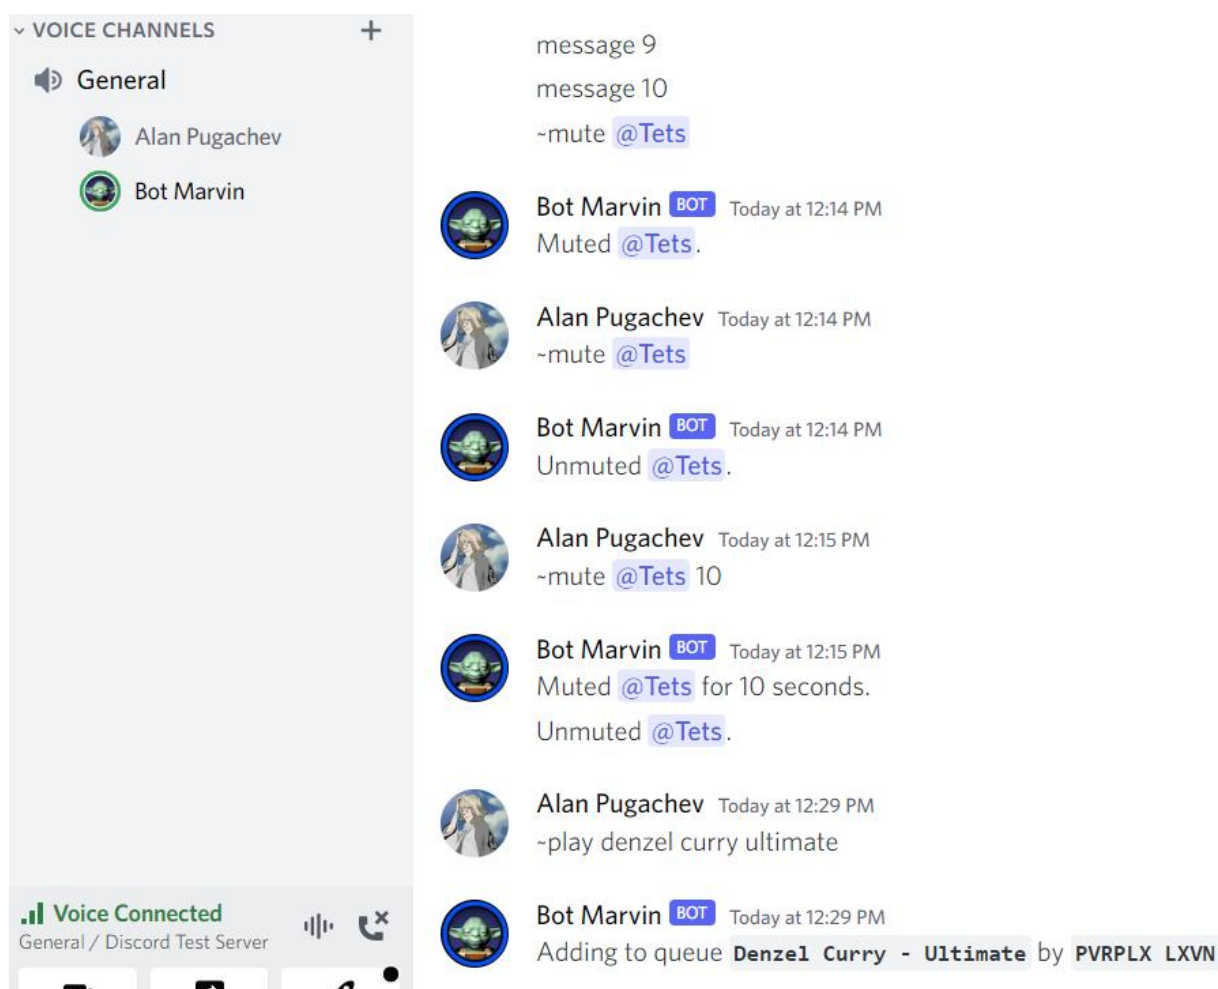 VOICE CHANNELS
General
Alan Pugachev
Bot Marvin
Voice Connected
General / Discord Test Server
message 9
message 10
~mute @Tets
Bot Marvin BOT Today at 12:14 PM
Muted @Tets.
Alan Pugachev Today at 12:14 PM
~mute @Tets
Bot Marvin BOT Today at 12:14 PM
Unmuted @Tets.
Alan Pugachev Today at 12:15 PM
~mute @Tets 10
Bot Marvin BOT Today at 12:15 PM
Muted @Tets for 10 seconds.
Unmuted @Tets.
Alan Pugachev Today at 12:29 PM
~play denzel curry ultimate
Bot Marvin BOT Today at 12:29 PM
Adding to queue Denzel Curry - Ultimate by PVRPLX LXVN